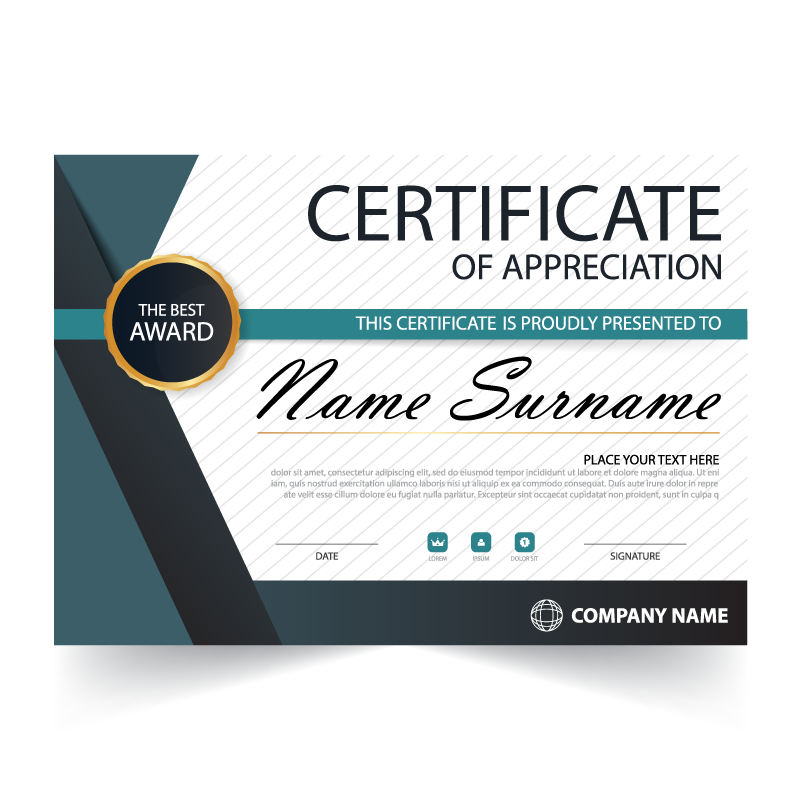 CERTIFICATE
OF APPRECIATION
THE BEST
AWARD
THIS CERTIFICATE IS PROUDLY PRESENTED TO
Name Surname
PLACE YOUR TEXT HERE
dolor sit amet, consectetur adipiscing elit, sed do eiusmod tempor incididunt ut labore et dolore magna aliqua. Ut eni
lam, quis nostrud exercitation ullamco laboris nisi ut aliquip ex ea commodo consequat. Duis aute irure dolor in repre
ate velit esse cillum dolore eu fugiat nulla pariatur. Excepteur sint occaecat cupidatat non proident, sunt in culpa q
DATE
LOREM
IPSUM
DOLOR SIT
SIGNATURE
COMPANY NAME